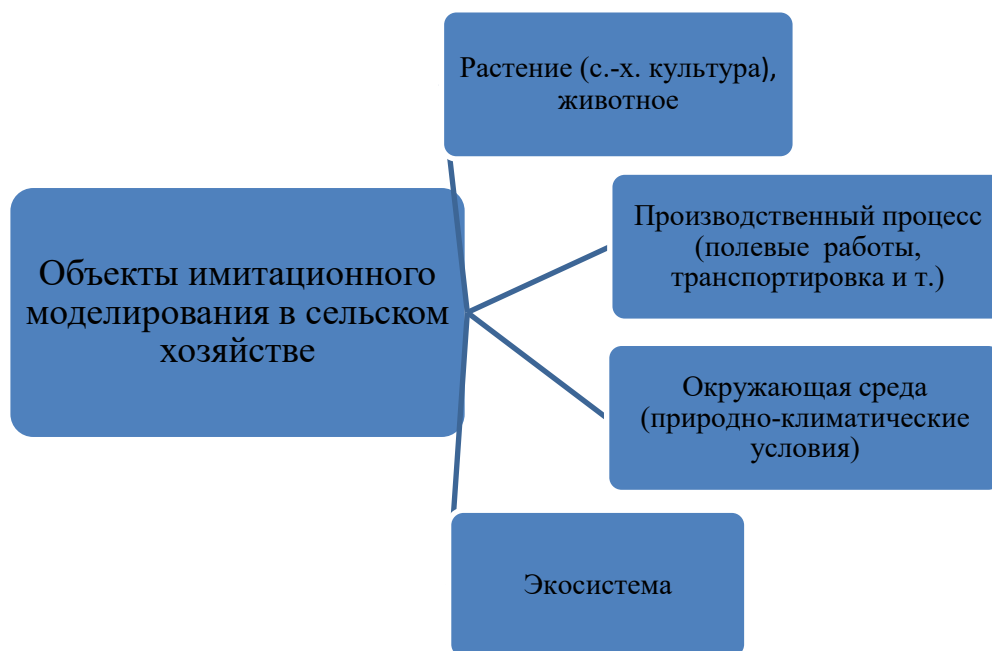 Растение (с.-х. культура),
животное
Объекты имитационного
моделирования в сельском
хозяйстве
Производственный процесс
(полевые работы,
транспортировка и т.)
Окружающая среда
(природно-климатические
условия)
Экосистема